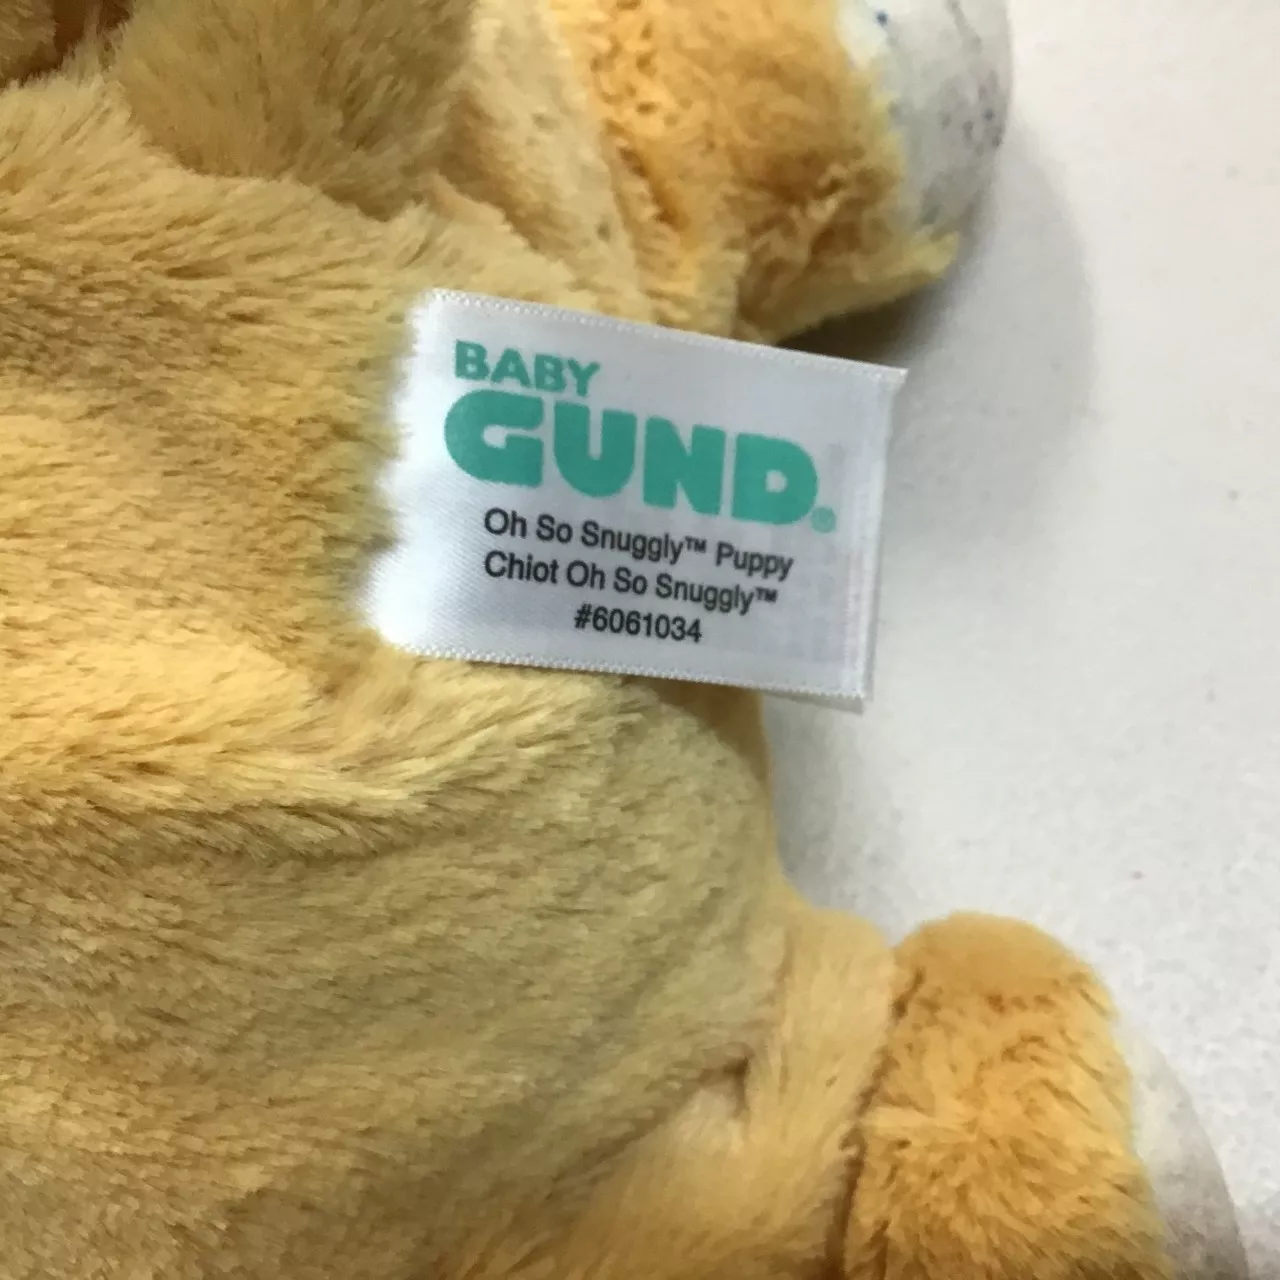 BABY
GUND®
Oh So Snuggly™ Puppy
Chiot Oh So Snuggly™
#6061034